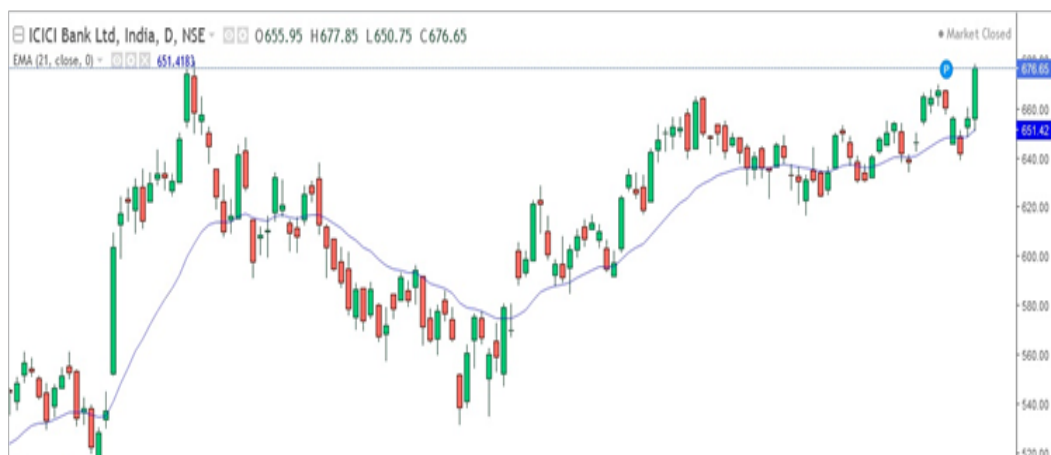 ICICI Bank Ltd, India, D, NSE O655.95 H677.85 L650.75 C676.65
Market Closed
EMA (21, close, 0) 651.4183
P
676.65
660.00
651.42
640.00
620.00
600.00
580.00
560.00
540.00
520.00